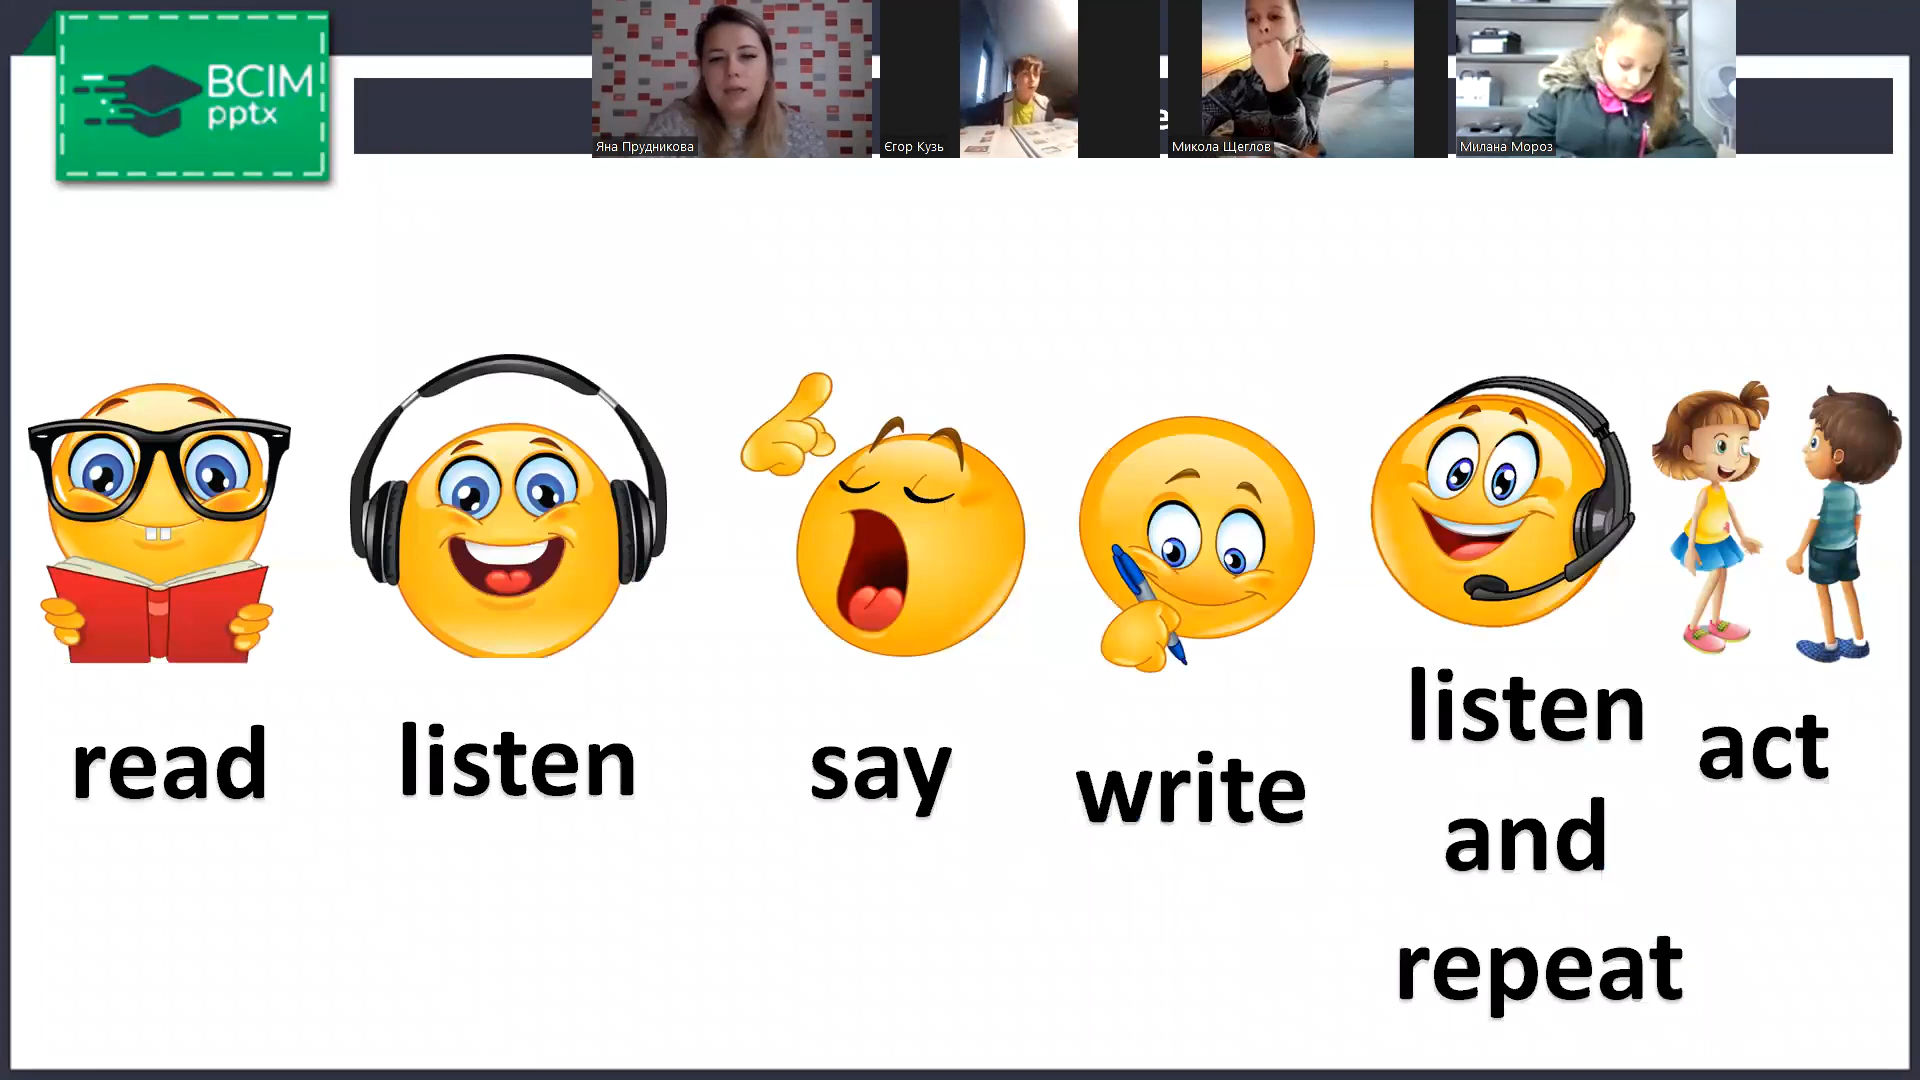 BCIM
pptx
Яна Прудникова
Єгор Кузь
Микола Щеглов
Милана Мороз
read
listen
say
write
listen
and
repeat
act